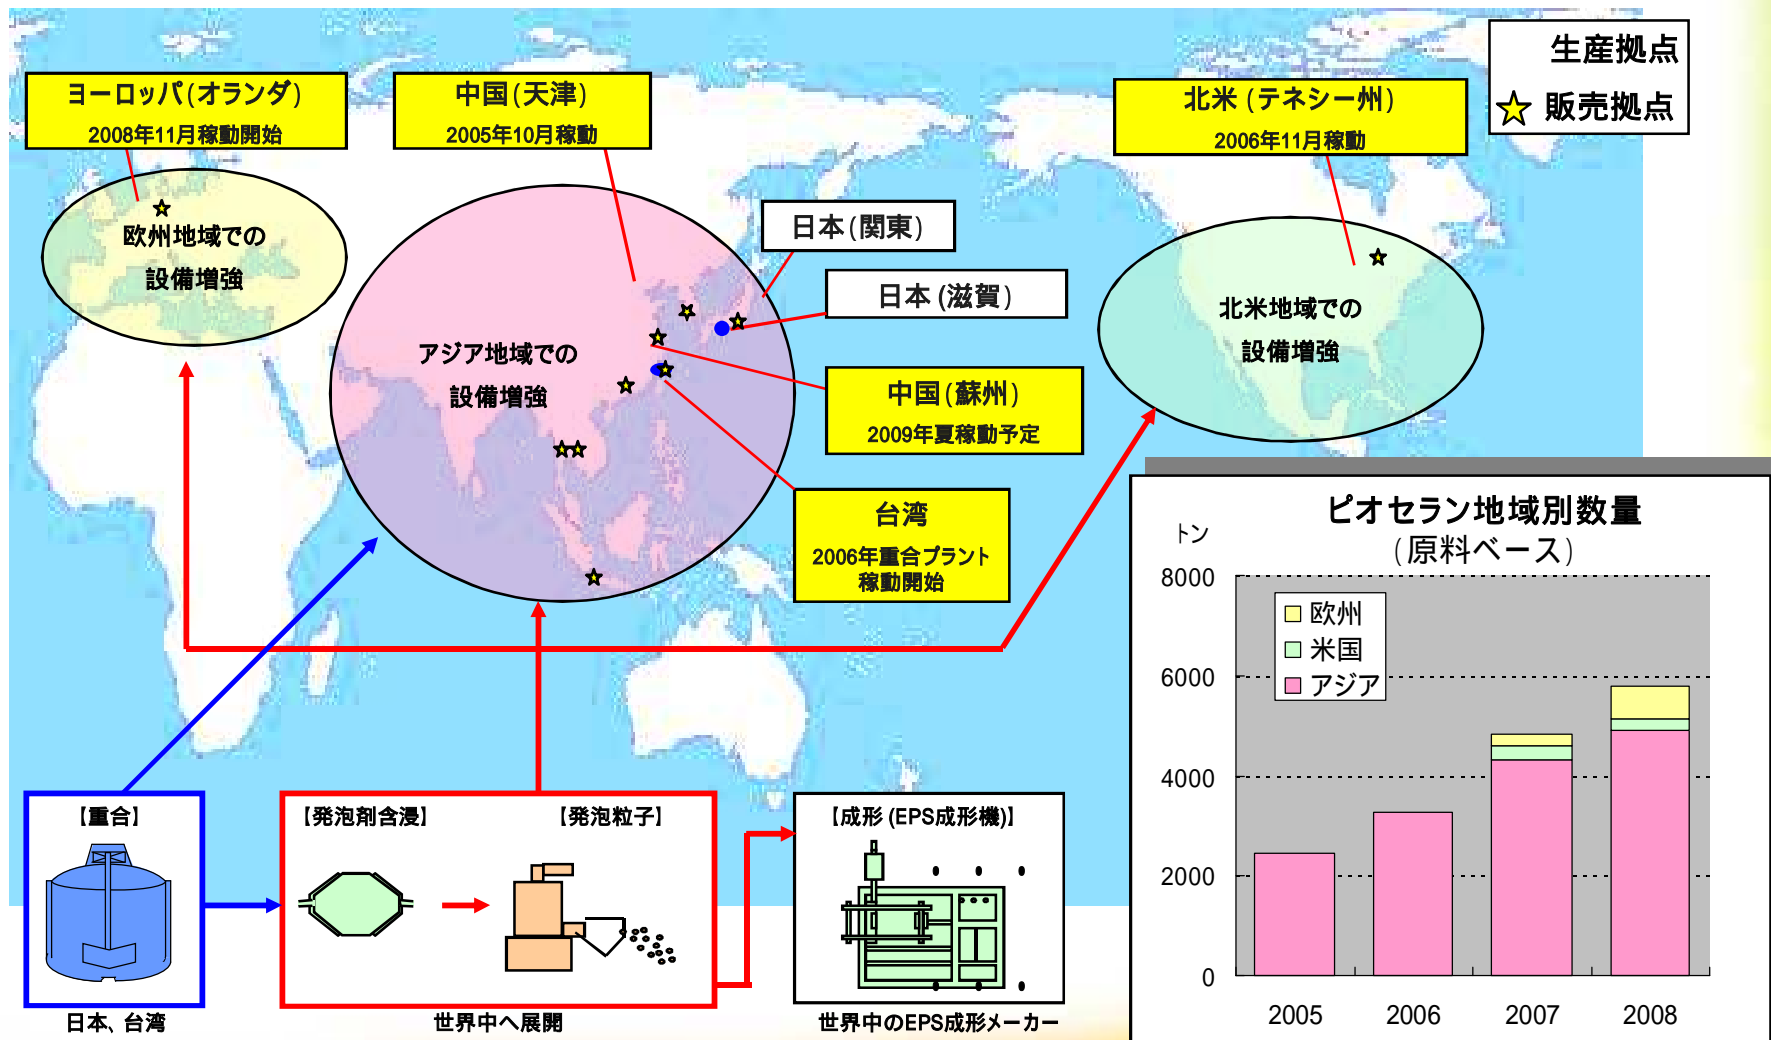 生産拠点
販売拠点
ヨーロッパ(オランダ)
2008年11月稼動開始
中国(天津)
2005年10月稼動
北米(テネシー州)
2006年11月稼動
欧州地域での
設備増強
日本(関東)
日本(滋賀)
アジア地域での
設備増強
北米地域での
設備増強
中国(蘇州)
2009年夏稼動予定
台湾
2006年重合プラント
稼動開始
ピオセラン地域別数量
(原料ベース)
トン
8000
6000
4000
2000
0
欧州
米国
アジア
2005
2006
2007
2008
【重合】
日本、台湾
【発泡剤含浸】
【発泡粒子】
世界中へ展開
【成形(EPS成形機)】
世界中のEPS成形メーカー